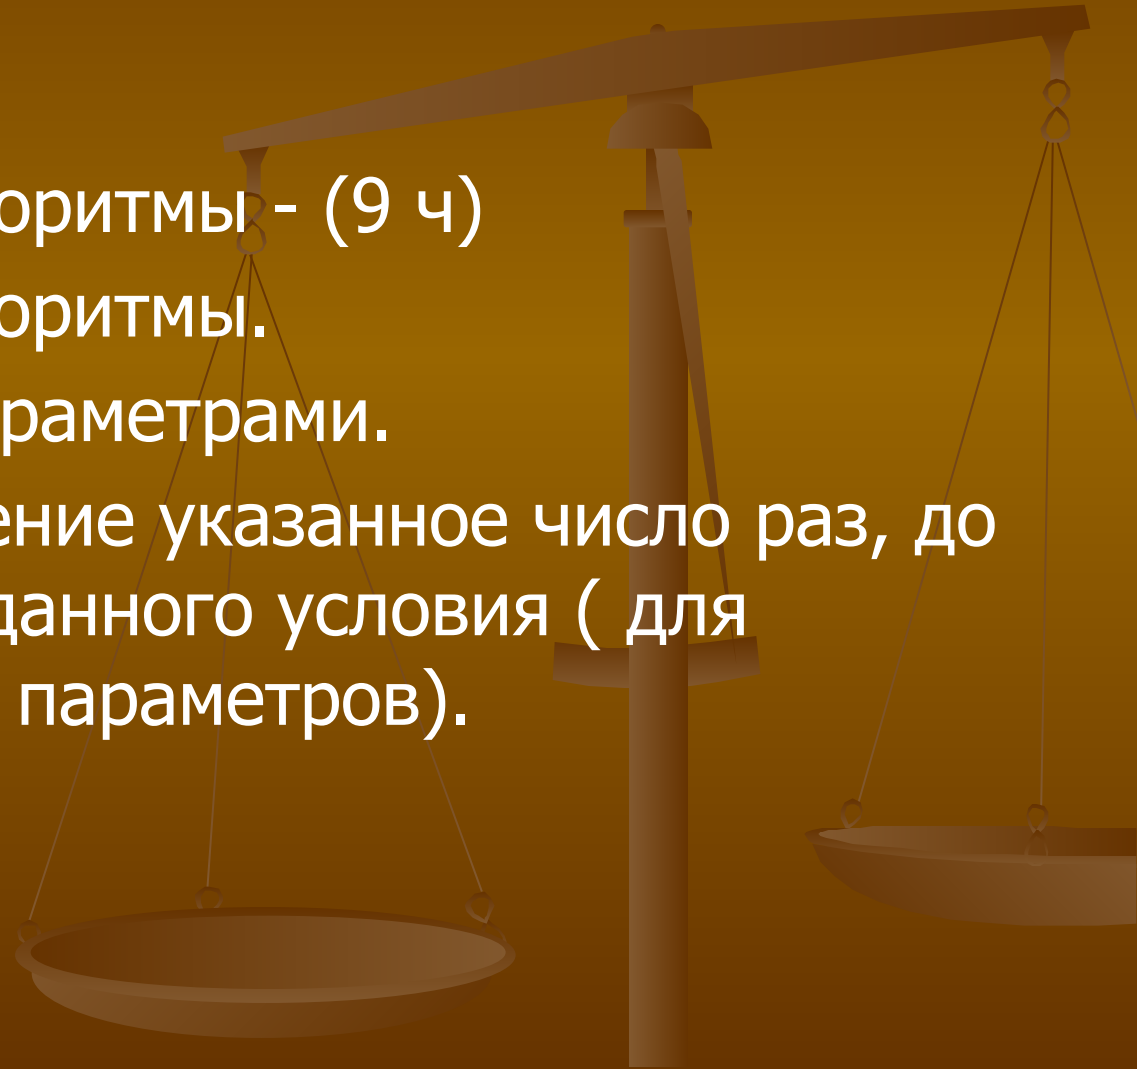 оритмы - (9 ч)
оритмы.
раметрами.
ение указанное число раз, до
данного условия ( для
параметров).